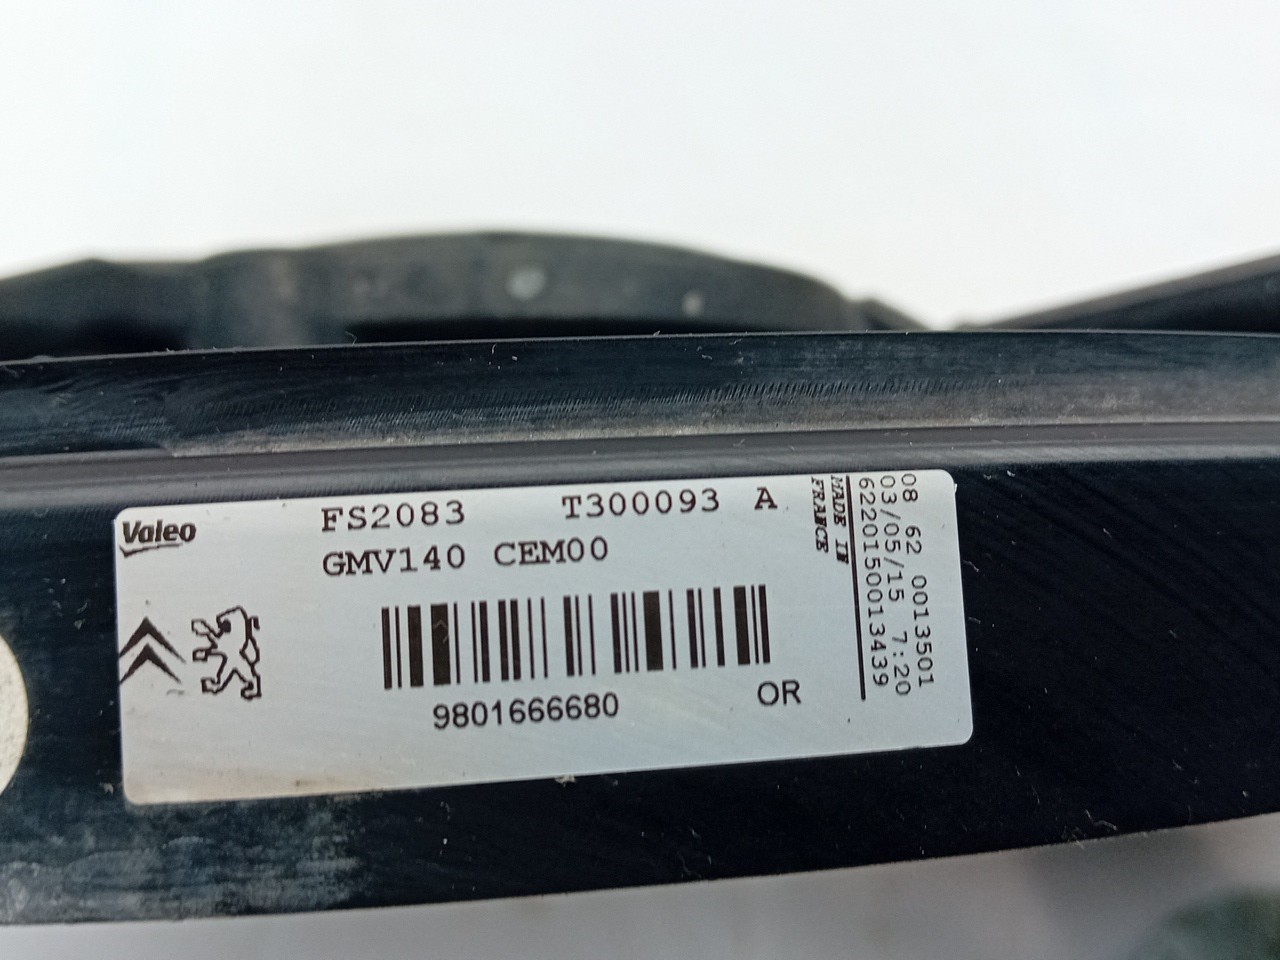 Valeo
FS2083 T300093 A
GMV140 CEM00
9801666680
OR
MADE IN
FRANCE
08 62 0013501
03/05/15 7:20
6220150013439